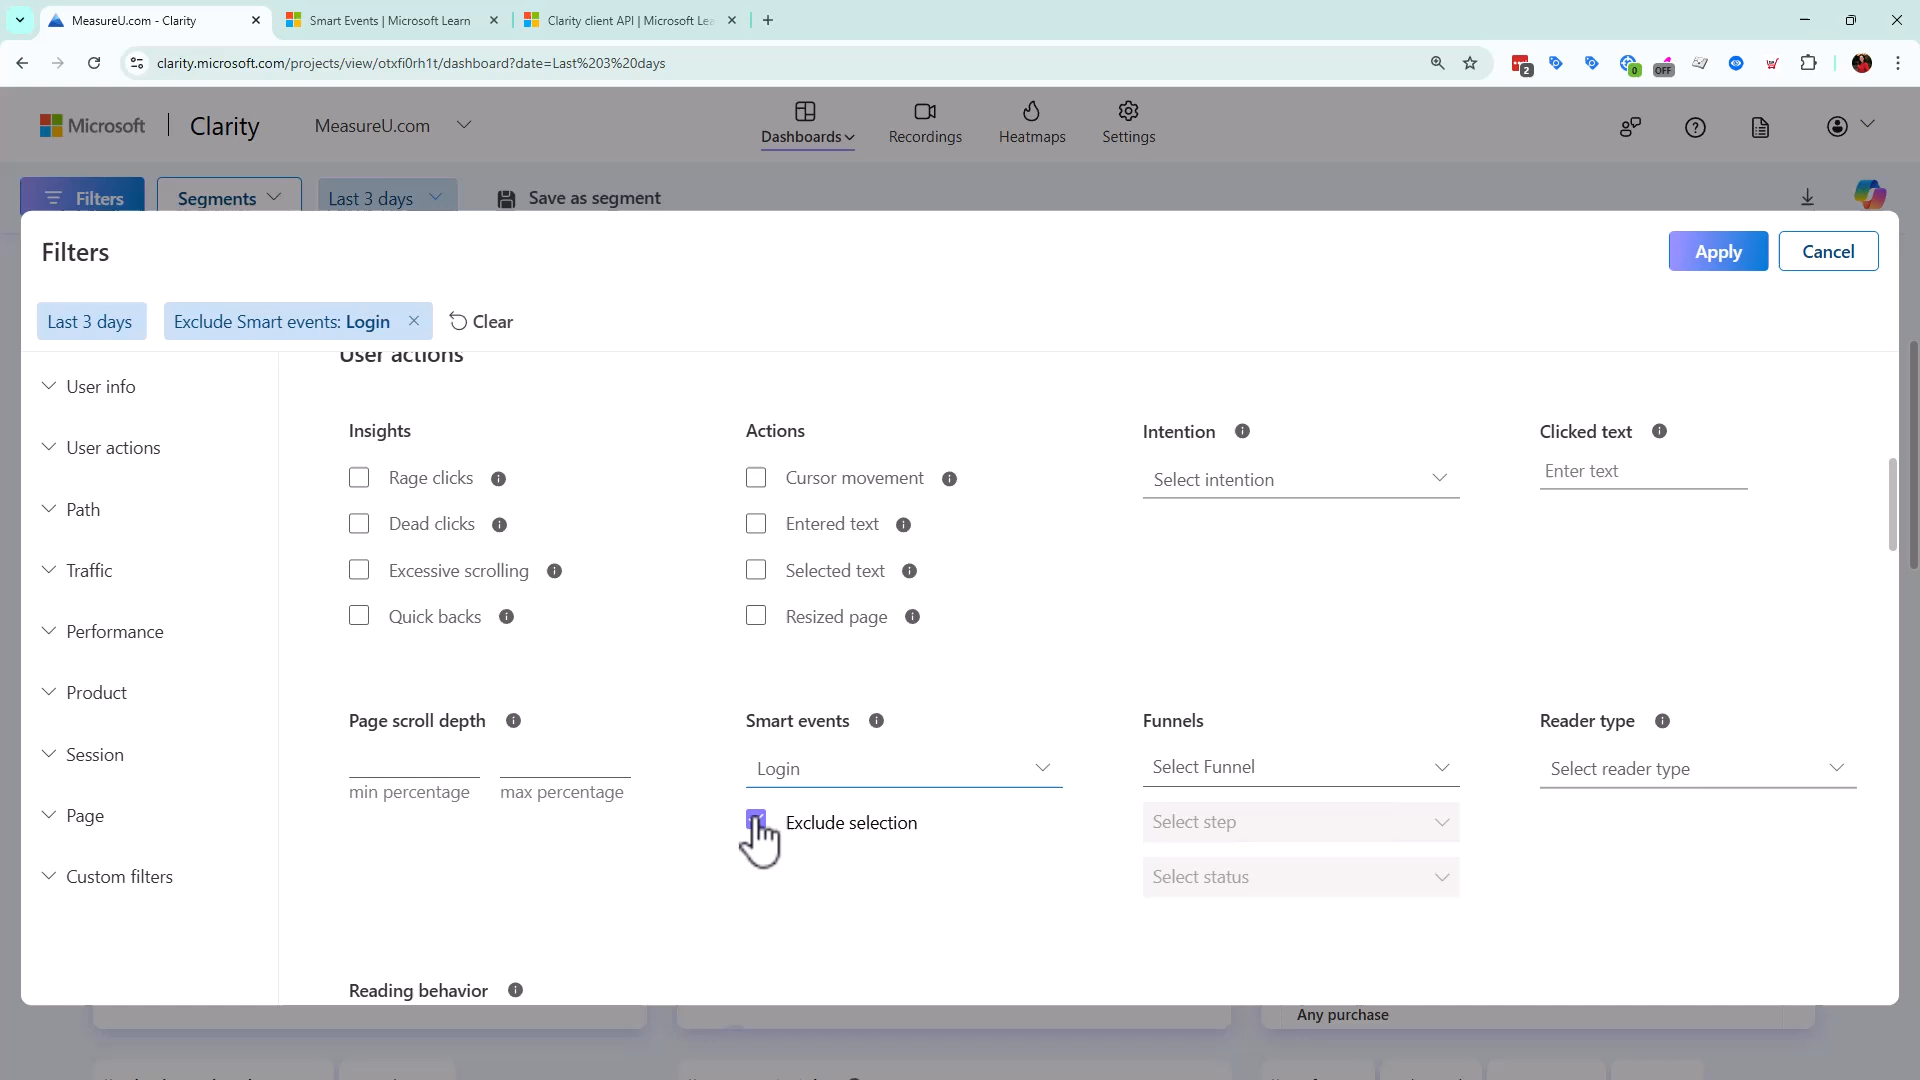 MeasureU.com - Clarity
Smart Events | Microsoft Learn
Clarity client API | Microsoft Lea
clarity.microsoft.com/projects/view/otxfi0rh1t/dashboard?date=Last%203%20days
2
0
OFF
Microsoft
Clarity
MeasureU.com
Dashboards
Recordings
Heatmaps
Settings
Filters
Segments
Last 3 days
Save as segment
Filters
Apply
Cancel
Last 3 days
Exclude Smart events: Login
Clear
User info
User actions
Path
Traffic
Performance
Product
Session
Page
Custom filters
User actions
Insights
Rage clicks
Dead clicks
Excessive scrolling
Quick backs
Actions
Cursor movement
Entered text
Selected text
Resized page
Intention
Select intention
Clicked text
Enter text
Page scroll depth
min percentage
max percentage
Smart events
Login
Exclude selection
Funnels
Select Funnel
Select step
Select status
Reader type
Select reader type
Reading behavior
Any purchase